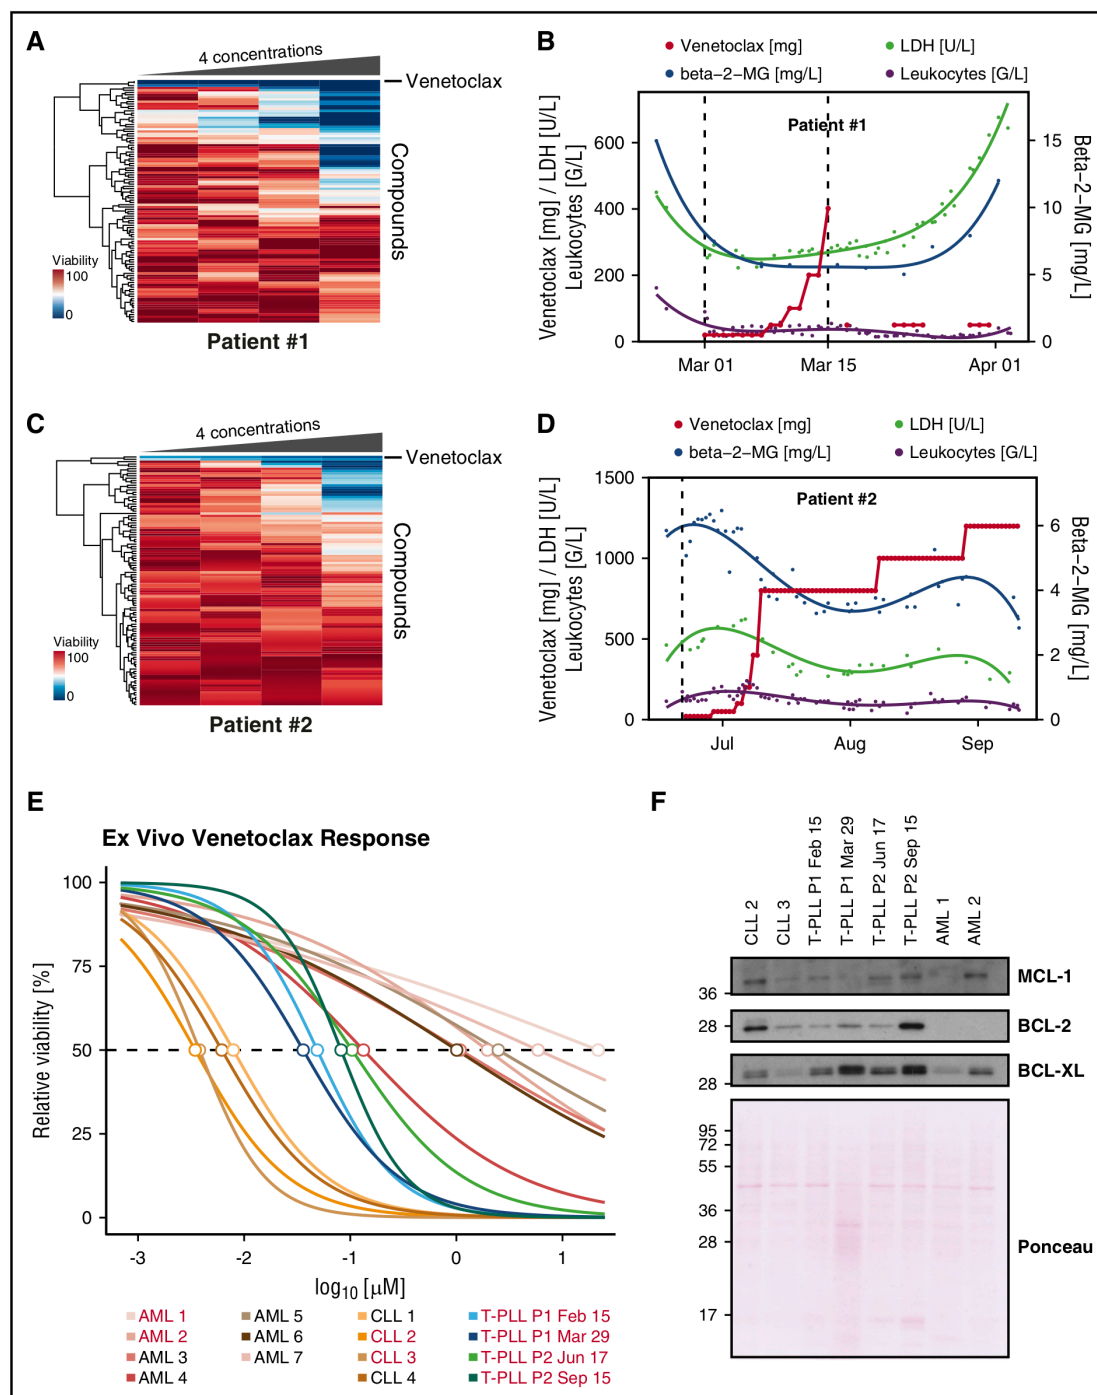 A
4 concentrations
Venetoclax
Compounds
Viability
100
0
Patient #1
B
Venetoclax [mg]
LDH [U/L]
beta–2–MG [mg/L]
Leukocytes [G/L]
Patient #1
Venetoclax [mg] / LDH [U/L]
Leukocytes [G/L]
600
400
200
0
15
10
5
0
Beta–2–MG [mg/L]
Mar 01
Mar 15
Apr 01
C
4 concentrations
Venetoclax
Compounds
Viability
100
0
Patient #2
D
Venetoclax [mg]
LDH [U/L]
beta–2–MG [mg/L]
Leukocytes [G/L]
Patient #2
Venetoclax [mg] / LDH [U/L]
Leukocytes [G/L]
1500
1000
500
0
6
4
2
0
Beta–2–MG [mg/L]
Jul
Aug
Sep
E
Ex Vivo Venetoclax Response
Relative viability [%]
100
75
50
25
0
-3
-2
-1
0
1
log10 [μM]
AML 1
AML 2
AML 3
AML 4
AML 5
AML 6
AML 7
CLL 1
CLL 2
CLL 3
CLL 4
T-PLL P1 Feb 15
T-PLL P1 Mar 29
T-PLL P2 Jun 17
T-PLL P2 Sep 15
F
CLL 2
CLL 3
T-PLL P1 Feb 15
T-PLL P1 Mar 29
T-PLL P2 Jun 17
T-PLL P2 Sep 15
AML 1
AML 2
36
MCL-1
28
BCL-2
28
BCL-XL
95
72
55
36
28
17
Ponceau